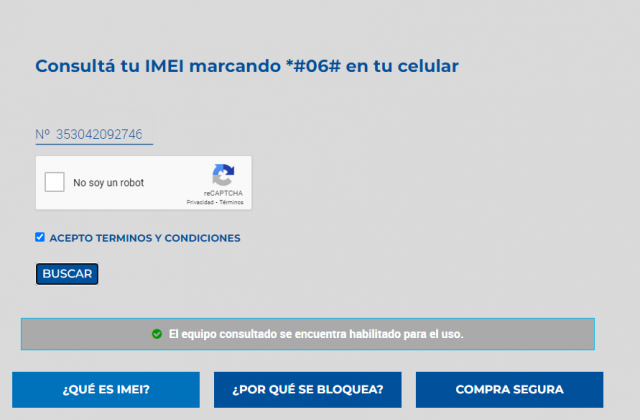 Consultá tu IMEI marcando *#06# en tu celular
Nº 353042092746
No soy un robot
reCAPTCHA
Privacidad - Términos
ACEPTO TERMINOS Y CONDICIONES
BUSCAR
El equipo consultado se encuentra habilitado para el uso.
¿QUÉ ES IMEI? ¿POR QUÉ SE BLOQUEA? COMPRA SEGURA